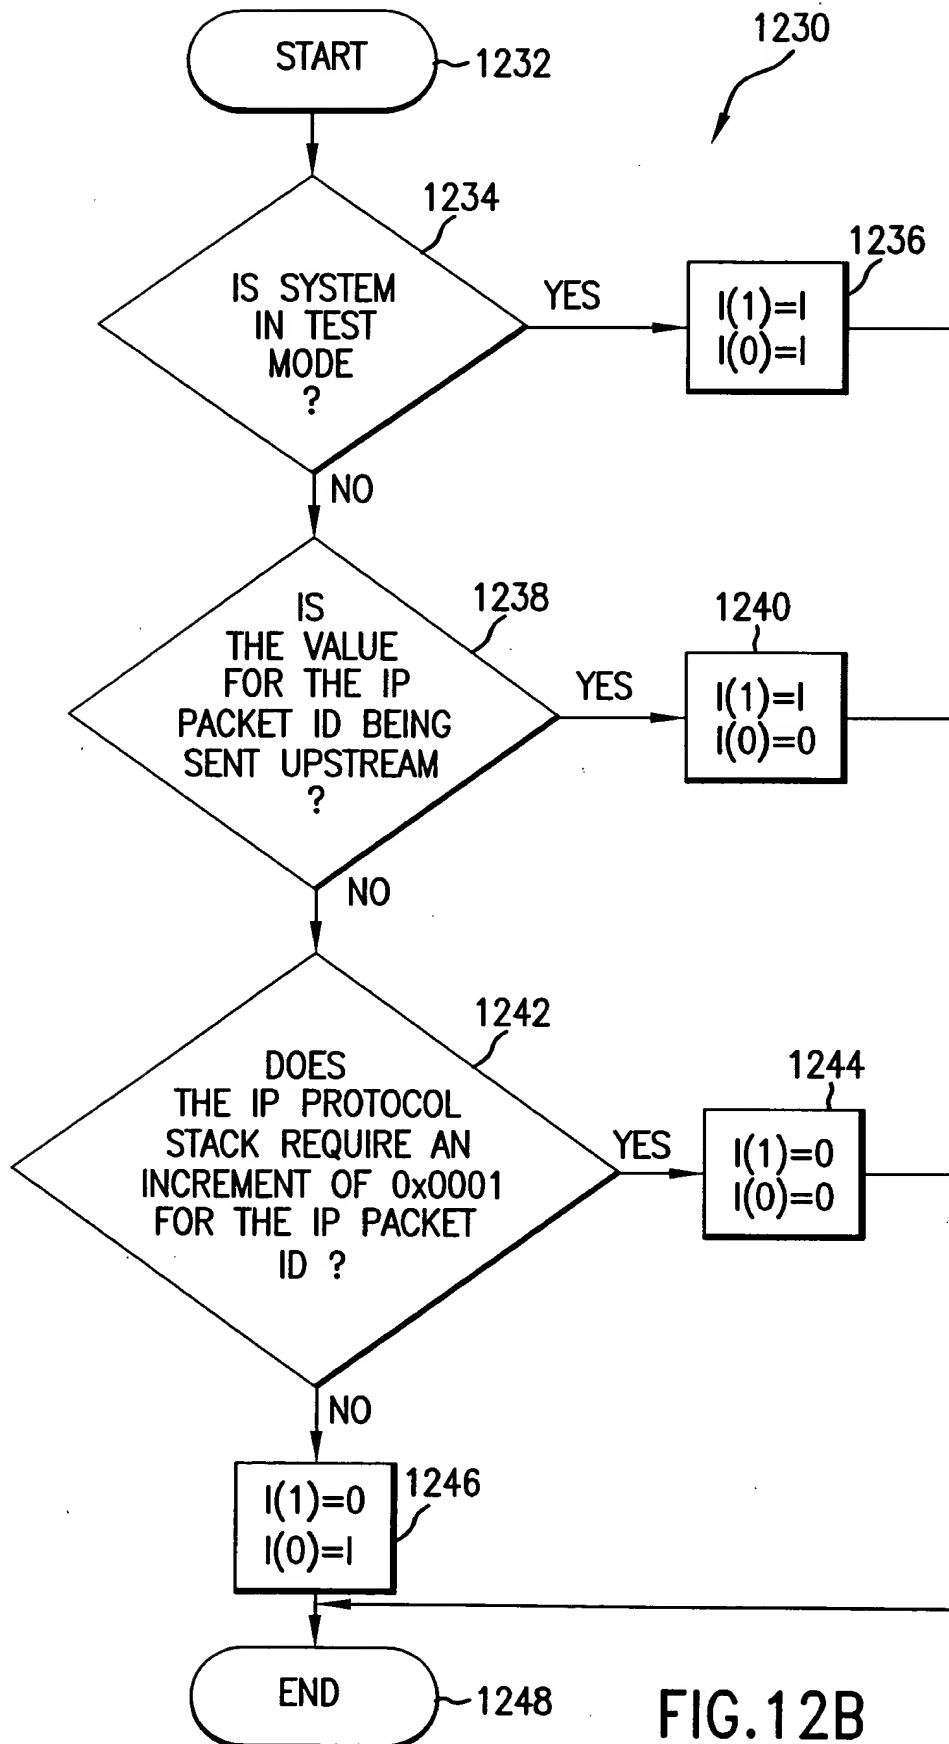 1230
START
1232
1234
IS SYSTEM
IN TEST
MODE
?
YES
1236
I(1)=I
I(0)=I
NO
1238
IS
THE VALUE
FOR THE IP
PACKET ID BEING
SENT UPSTREAM
?
YES
1240
I(1)=I
I(0)=0
NO
1242
DOES
THE IP PROTOCOL
STACK REQUIRE AN
INCREMENT OF 0x0001
FOR THE IP PACKET
ID ?
YES
1244
I(1)=0
I(0)=0
NO
1246
I(1)=0
I(0)=I
END
1248
FIG.12B